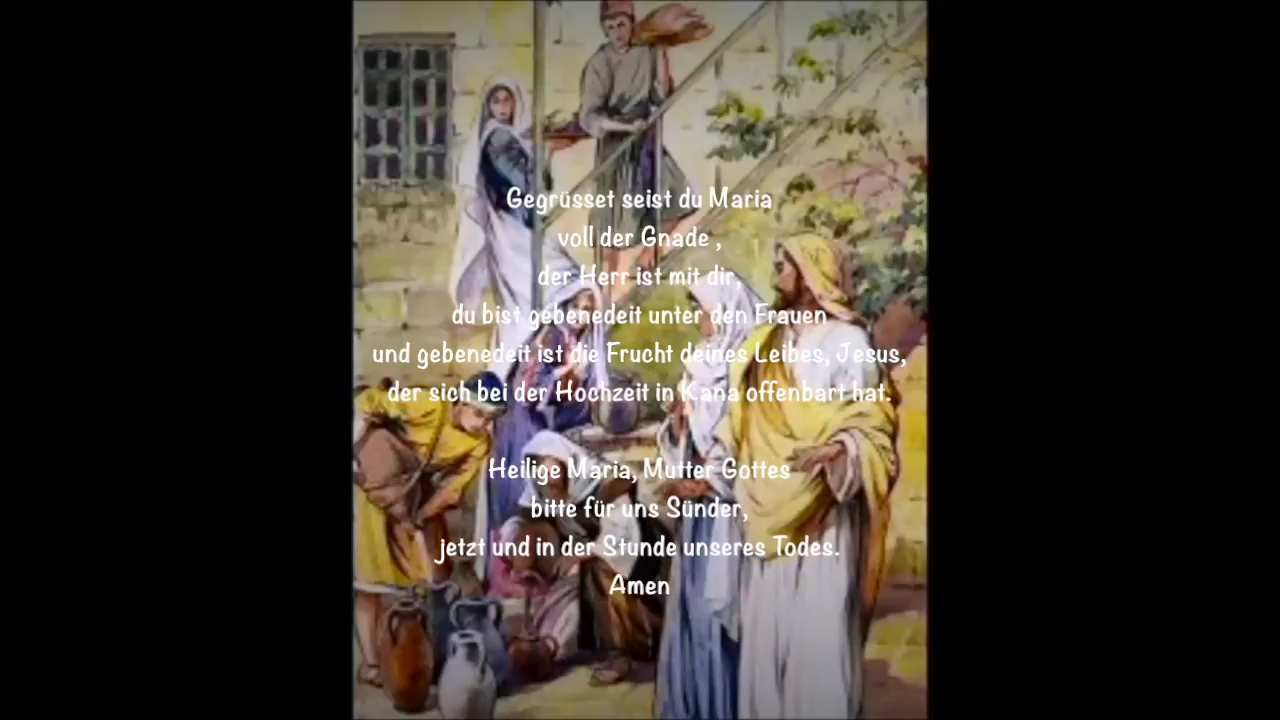 Gegrüsset seist du Maria
voll der Gnade ,
der Herr ist mit dir,
du bist gebenedeit unter den Frauen
und gebenedeit ist die Frucht deines Leibes, Jesus,
der sich bei der Hochzeit in Kana offenbart hat.
Heilige Maria, Mutter Gottes
bitte für uns Sünder,
jetzt und in der Stunde unseres Todes.
Amen